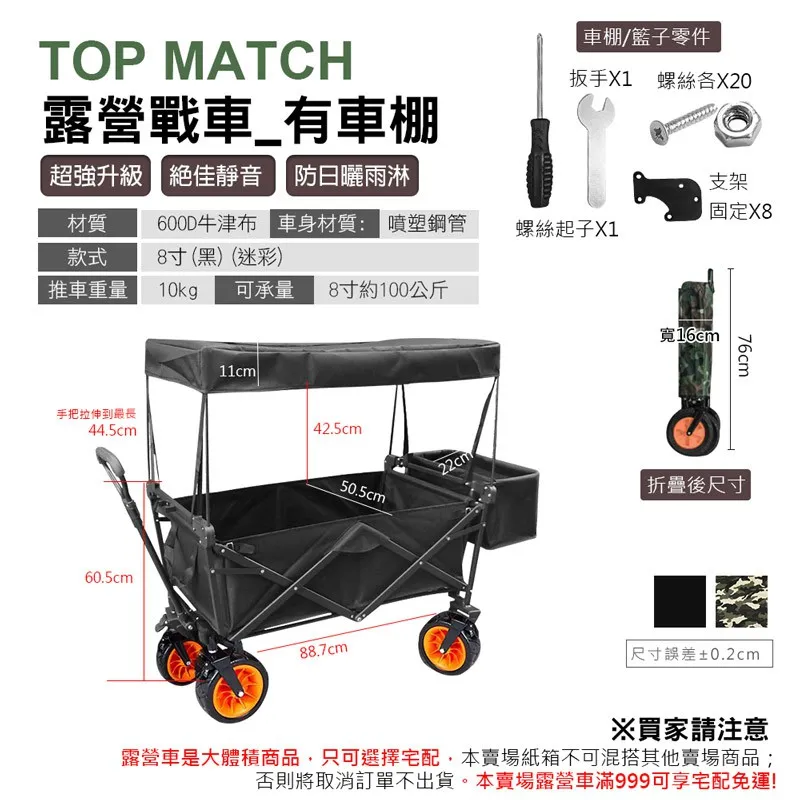 TOP MATCH
露營戰車_有車棚
超強升級 絕佳靜音 防日曬雨淋
材質 600D牛津布 車身材質: 噴塑鋼管
款式 8寸(黑)(迷彩)
推車重量 10kg 可承量 8寸約100公斤
車棚/籃子零件
扳手X1 螺絲各X20
支架
固定X8
螺絲起子X1
寬16cm
76cm
折疊後尺寸
11cm
手把拉伸到最長
44.5cm
42.5cm
22cm
50.5cm
60.5cm
88.7cm
尺寸誤差±0.2cm
※買家請注意
露營車是大體積商品，只可選擇宅配，本賣場紙箱不可混搭其他賣場商品；
否則將取消訂單不出貨。本賣場露營車滿999可享宅配免運!